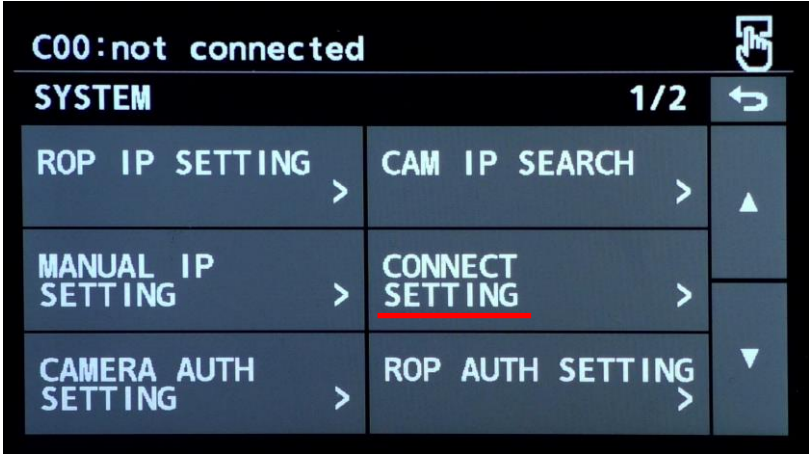 C00:not connected
SYSTEM 1/2
ROP IP SETTING >
CAM IP SEARCH >
MANUAL IP
SETTING >
CONNECT
SETTING >
CAMERA AUTH
SETTING >
ROP AUTH SETTING
>